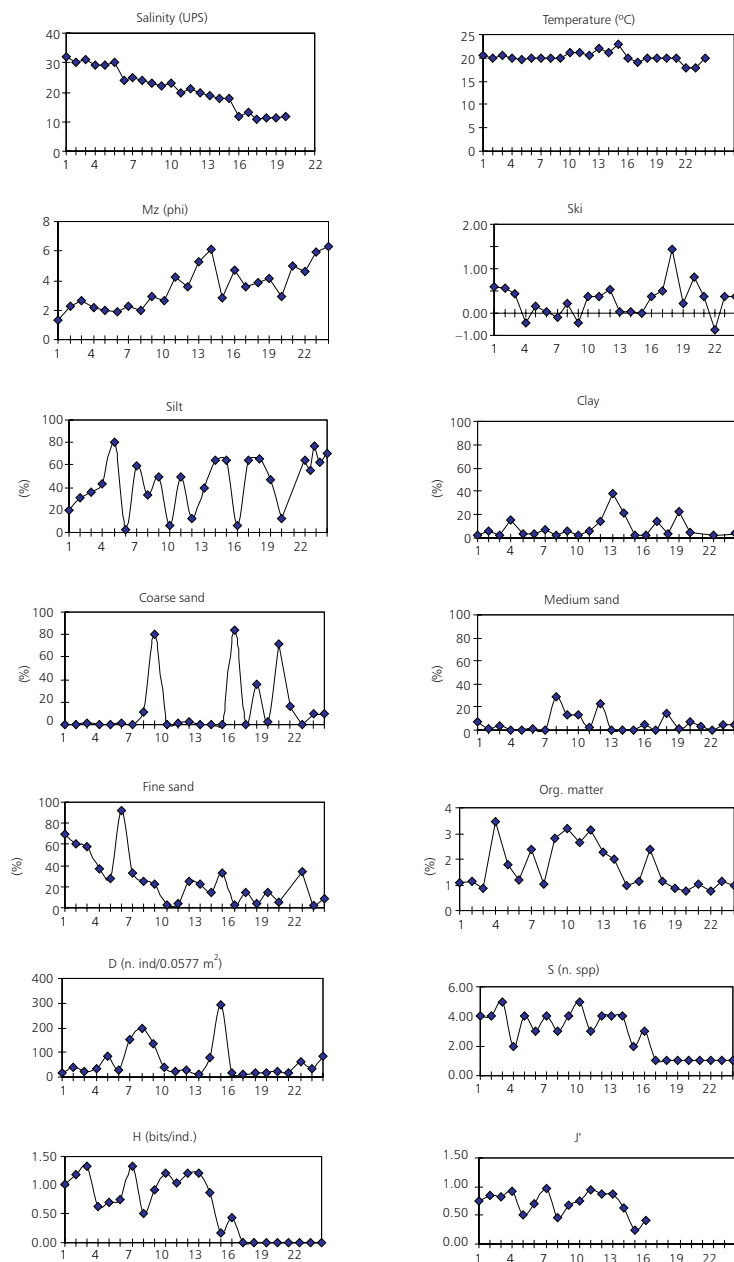 Salinity (UPS)
40
30
20
10
0
1 4 7 10 13 16 19 22
Temperature (ºC)
25
20
15
10
5
0
1 4 7 10 13 16 19 22
Mz (phi)
8
6
4
2
0
1 4 7 10 13 16 19 22
Ski
2.00
1.00
0.00
−1.00
1 4 7 10 13 16 19 22
Silt
(%)
100
80
60
40
20
0
1 4 7 10 13 16 19 22
Clay
(%)
100
80
60
40
20
0
1 4 7 10 13 16 19 22
Coarse sand
(%)
100
80
60
40
20
0
1 4 7 10 13 16 19 22
Medium sand
(%)
100
80
60
40
20
0
1 4 7 10 13 16 19 22
Fine sand
(%)
100
80
60
40
20
0
1 4 7 10 13 16 19 22
Org. matter
(%)
4
3
2
1
0
1 4 7 10 13 16 19 22
D (n. ind/0.0577 m²)
400
300
200
100
0
1 4 7 10 13 16 19 22
S (n. spp)
6.00
4.00
2.00
0.00
1 4 7 10 13 16 19 22
H (bits/ind.)
1.50
1.00
0.50
0.00
1 4 7 10 13 16 19 22
J'
1.50
1.00
0.50
0.00
1 4 7 10 13 16 19 22